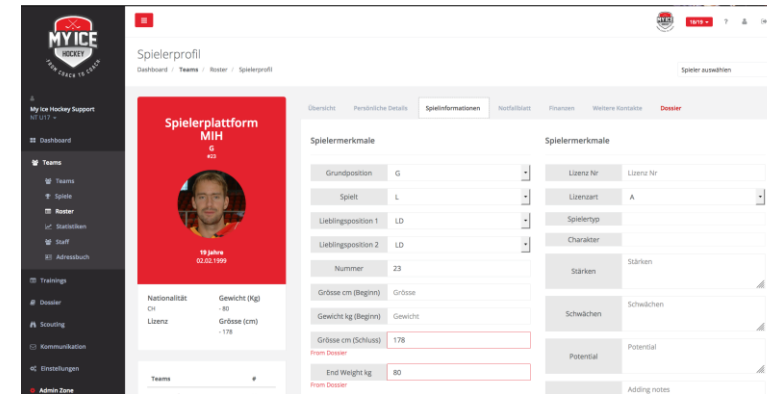 MY ICE
HOCKEY
FROM COACH TO COACH
18/19
?
Spielerprofil
Dashboard / Teams / Roster / Spielerprofil
Spieler auswählen
My Ice Hockey Support
NT U17
Dashboard
Teams
Teams
Spiele
Roster
Statistiken
Staff
Adressbuch
Trainings
Dossier
Scouting
Kommunikation
Einstellungen
Admin Zone
Spielerplattform
MIH
G
#23
19 Jahre
02.02.1999
Nationalität Gewicht (Kg)
CH - 80
Lizenz Grösse (cm)
- 178
Teams #
Übersicht Persönliche Details Spielinformationen Notfallblatt Finanzen Weitere Kontakte Dossier
Spielermerkmale
Grundposition G
Spielt L
Lieblingsposition 1 LD
Lieblingsposition 2 LD
Nummer 23
Grösse cm (Beginn) Grösse
Gewicht kg (Beginn) Gewicht
Grösse cm (Schluss) 178
From Dossier
End Weight kg 80
From Dossier
Spielermerkmale
Lizenz Nr Lizenz Nr
Lizenzart A
Spielertyp
Charakter
Stärken Stärken
Schwächen Schwächen
Potential Potential
Adding notes